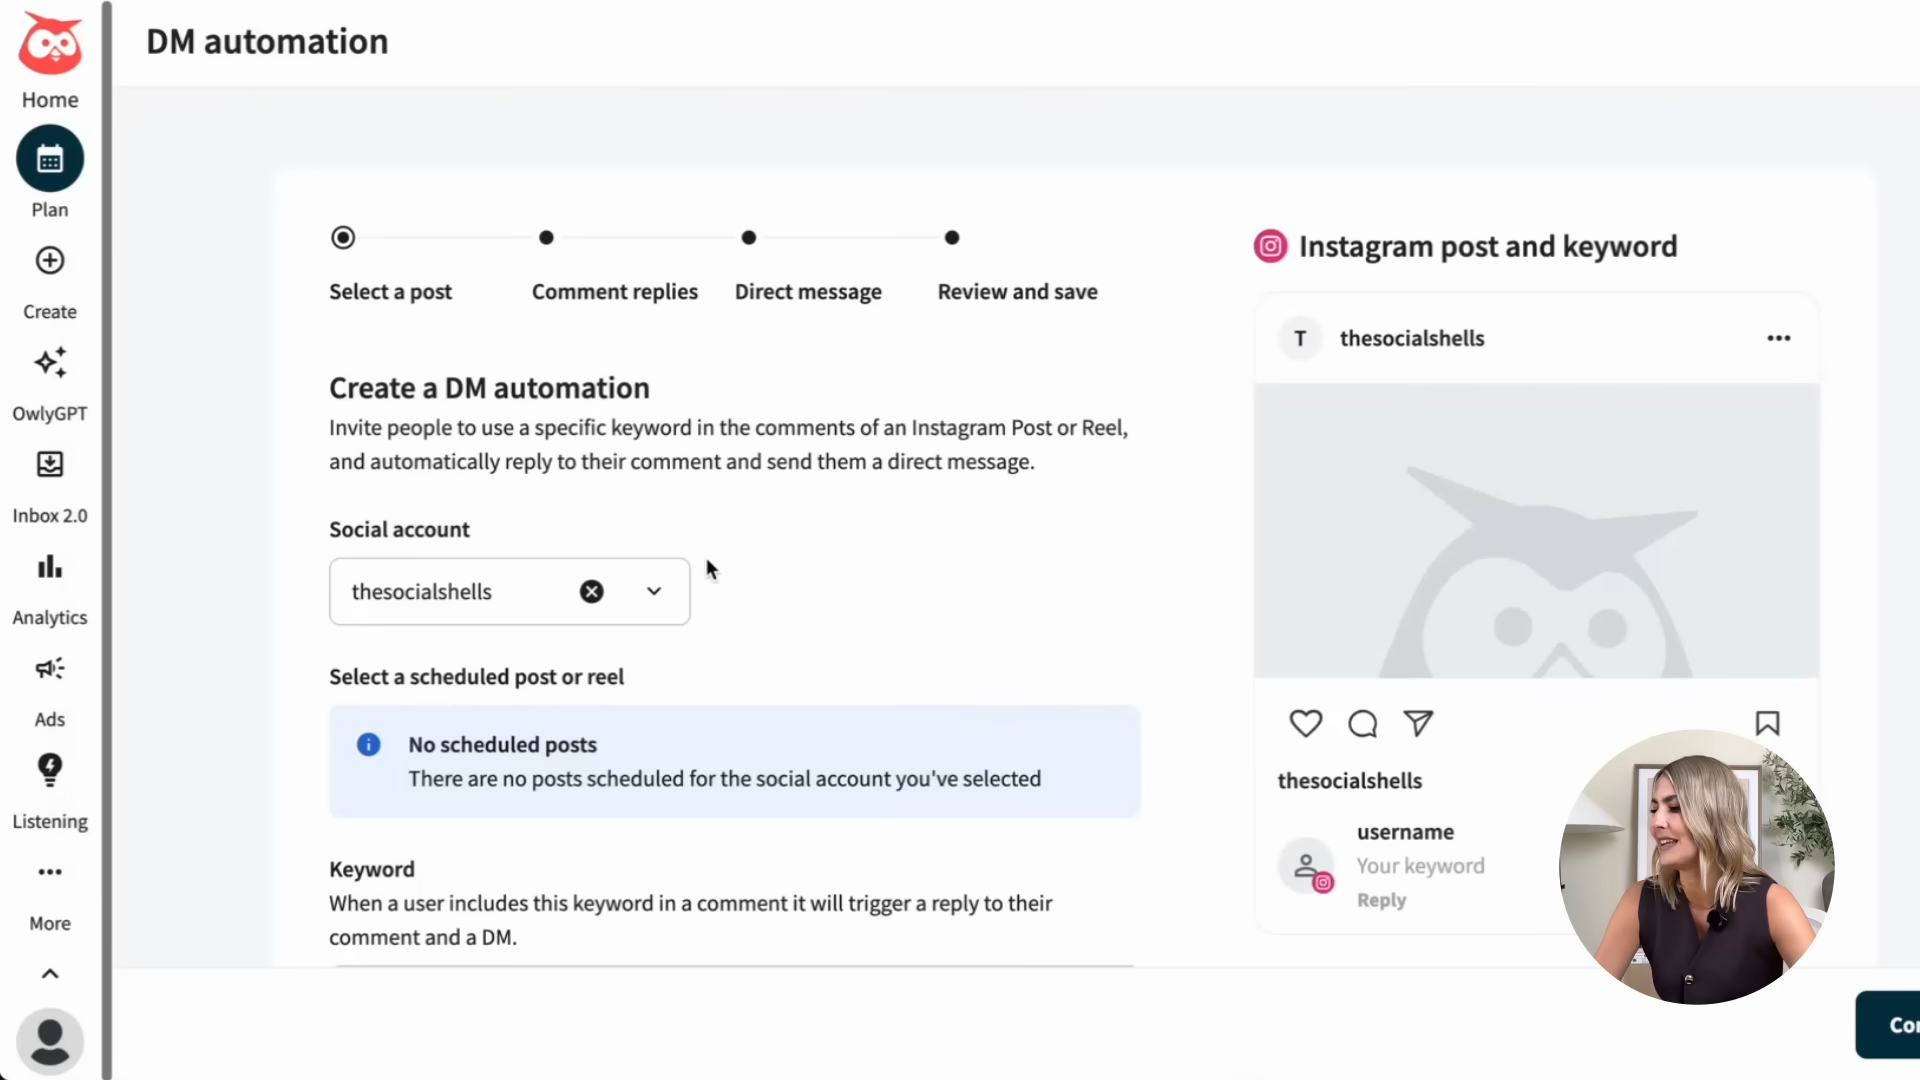 DM automation
Home
Plan
Create
OwlyGPT
Inbox 2.0
Analytics
Ads
Listening
More
Select a post
Comment replies
Direct message
Review and save
Create a DM automation
Invite people to use a specific keyword in the comments of an Instagram Post or Reel,
and automatically reply to their comment and send them a direct message.
Social account
thesocialshells
Select a scheduled post or reel
No scheduled posts
There are no posts scheduled for the social account you've selected
Keyword
When a user includes this keyword in a comment it will trigger a reply to their
comment and a DM.
Instagram post and keyword
T
thesocialshells
thesocialshells
username
Your keyword
Reply